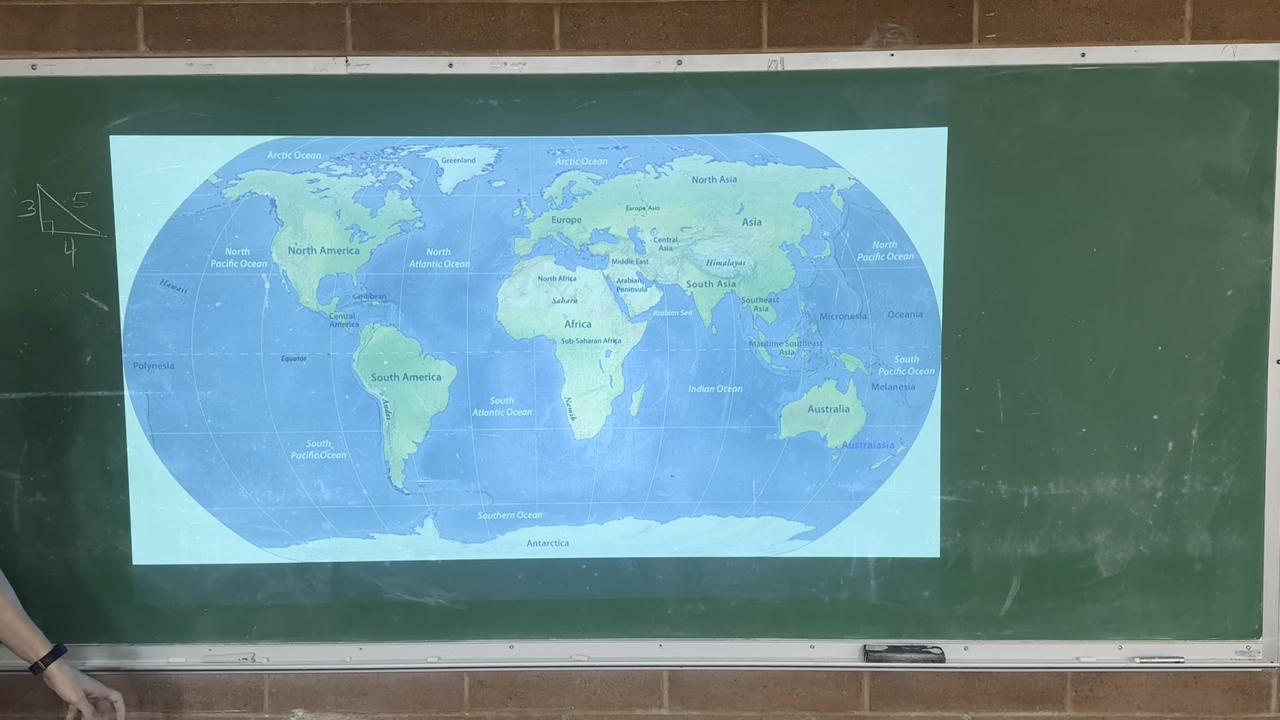 Arctic Ocean
Greenland
Arctic Ocean
North Asia
3
5
4
Europe
Europe Asia
Asia
North America
North
Pacific Ocean
North
Atlantic Ocean
Central
Asia
Middle East
Himalayas
North
Pacific Ocean
Hawaii
North Africa
Arabian
Peninsula
South Asia
Sahara
Caribbean
Central
America
Africa
Arabian Sea
Southeast
Asia
Micronesia
Oceania
Sub-Saharan Africa
Maritime Southeast
Asia
Equator
Polynesia
South America
Andes
South
Atlantic Ocean
Namib
Indian Ocean
South
Pacific Ocean
Melanesia
Australia
Australasia
South
Pacific Ocean
Southern Ocean
Antarctica